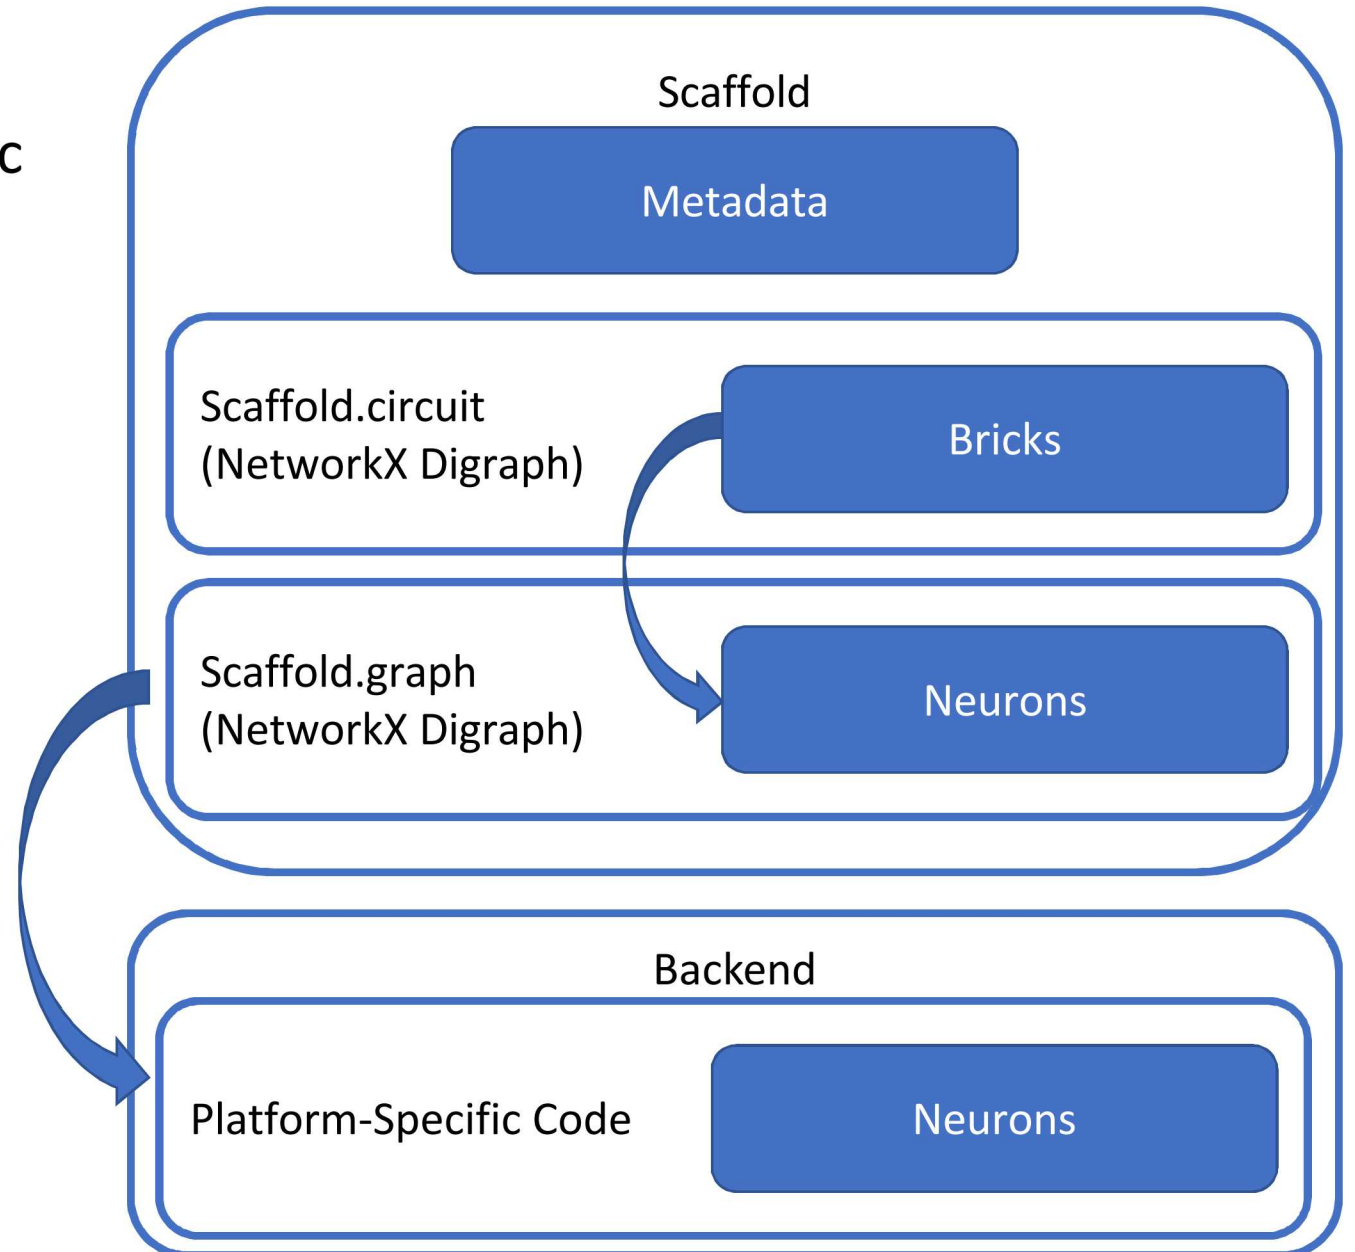 Scaffold
c
Metadata
Scaffold.circuit
(NetworkX Digraph)
Bricks
Scaffold.graph
(NetworkX Digraph)
Neurons
Backend
Platform-Specific Code
Neurons